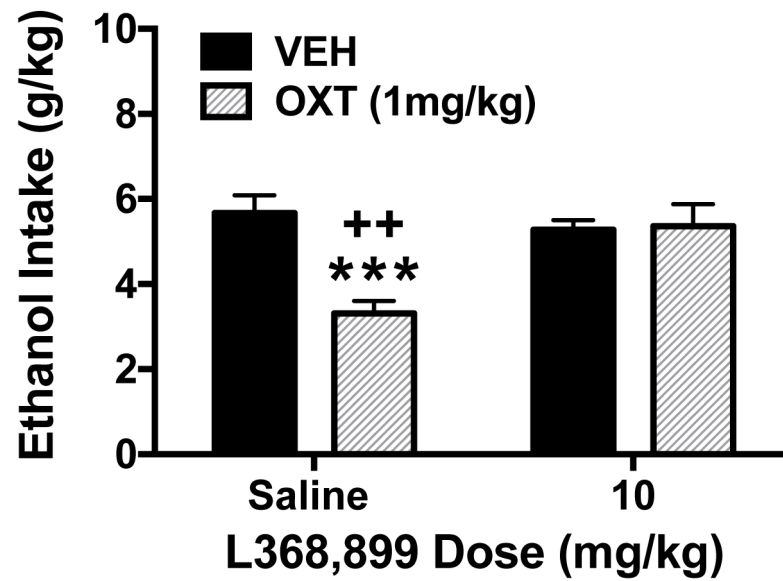 Ethanol Intake (g/kg)
10
8
6
4
2
0
VEH
OXT (1mg/kg)
++
***
Saline
10
L368,899 Dose (mg/kg)